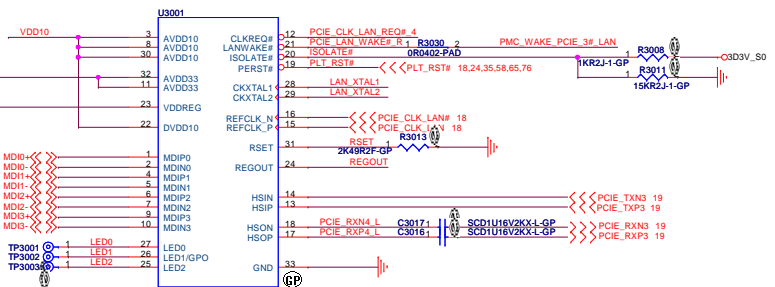 U3001
VDD10 3 AVDD10 CLKREQ# 12 PCIE_CLK_LAN_REQ#_4
8 AVDD10 LANWAKE# 21 PCIE_LAN_WAKE#_R 1 R3030 2 PMC_WAKE_PCIE_3#_LAN
30 AVDD10 ISOLATE# 20 ISOLATE# 0R0402-PAD 1 R3008 3D3V_S0
PERST# 19 PLT_RST# PLT_RST# 18,24,35,58,65,76 1KR2J-1-GP
32 AVDD33 1 R3011
11 AVDD33 CKXTAL1 28 LAN_XTAL1 15KR2J-1-GP
CKXTAL2 29 LAN_XTAL2
23 VDDREG
REFCLK_N 16 PCIE_CLK_LAN# 18
22 DVDD10 REFCLK_P 15 18
RSET 31 RSET 1 R3013
2K49R2F-GP
MDI0+ 1 MDIP0 REGOUT 24 REGOUT
MDI0- 2 MDIN0
MDI1+ 4 MDIP1
MDI1- 5 MDIN1
MDI2+ 6 MDIP2 HSIN 14 PCIE_TXN3 19
MDI2- 7 MDIN2 HSIP 13 PCIE_TXP3 19
MDI3+ 9 MDIP3
MDI3- 10 MDIN3 HSON 18 PCIE_RXN4_L C3017 1 SCD1U16V2KX-L-GP PCIE_RXN3 19
HSOP 17 PCIE_RXP4_L C3016 1 SCD1U16V2KX-L-GP PCIE_RXP3 19
TP3001 1 LED0 27 LED0
TP3002 1 LED1 26 LED1/GPO
TP3003 1 LED2 25 LED2 GND 33
GP